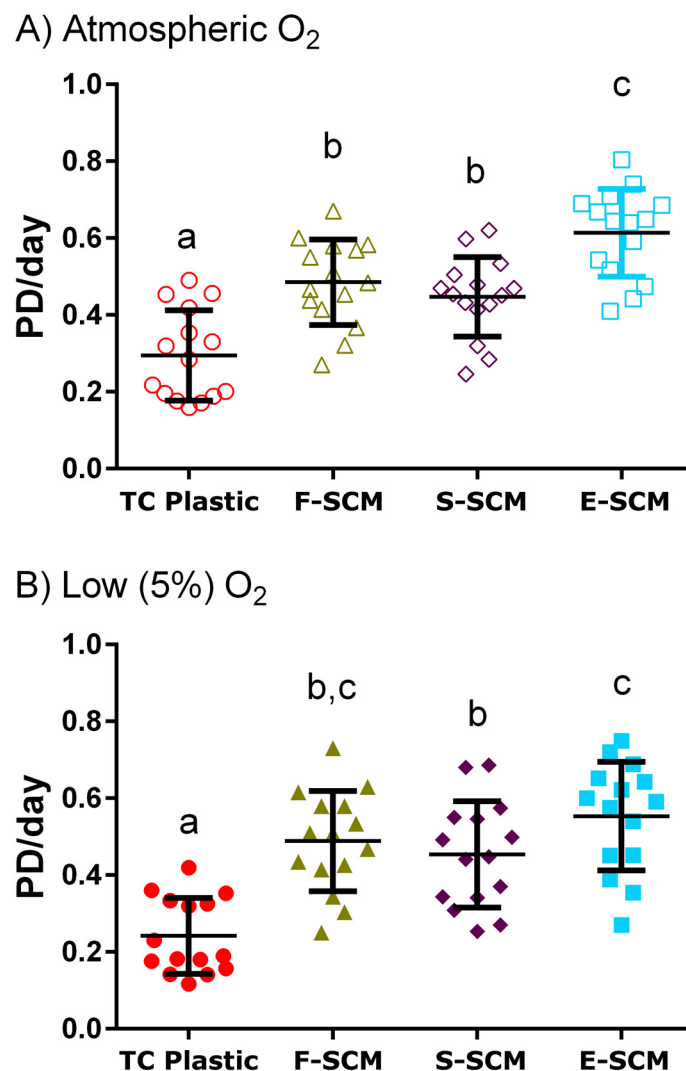 A) Atmospheric O₂
PD/day
1.0
0.8
0.6
0.4
0.2
0.0
a
b
b
c
TC Plastic F-SCM S-SCM E-SCM
B) Low (5%) O₂
PD/day
1.0
0.8
0.6
0.4
0.2
0.0
a
b,c
b
c
TC Plastic F-SCM S-SCM E-SCM